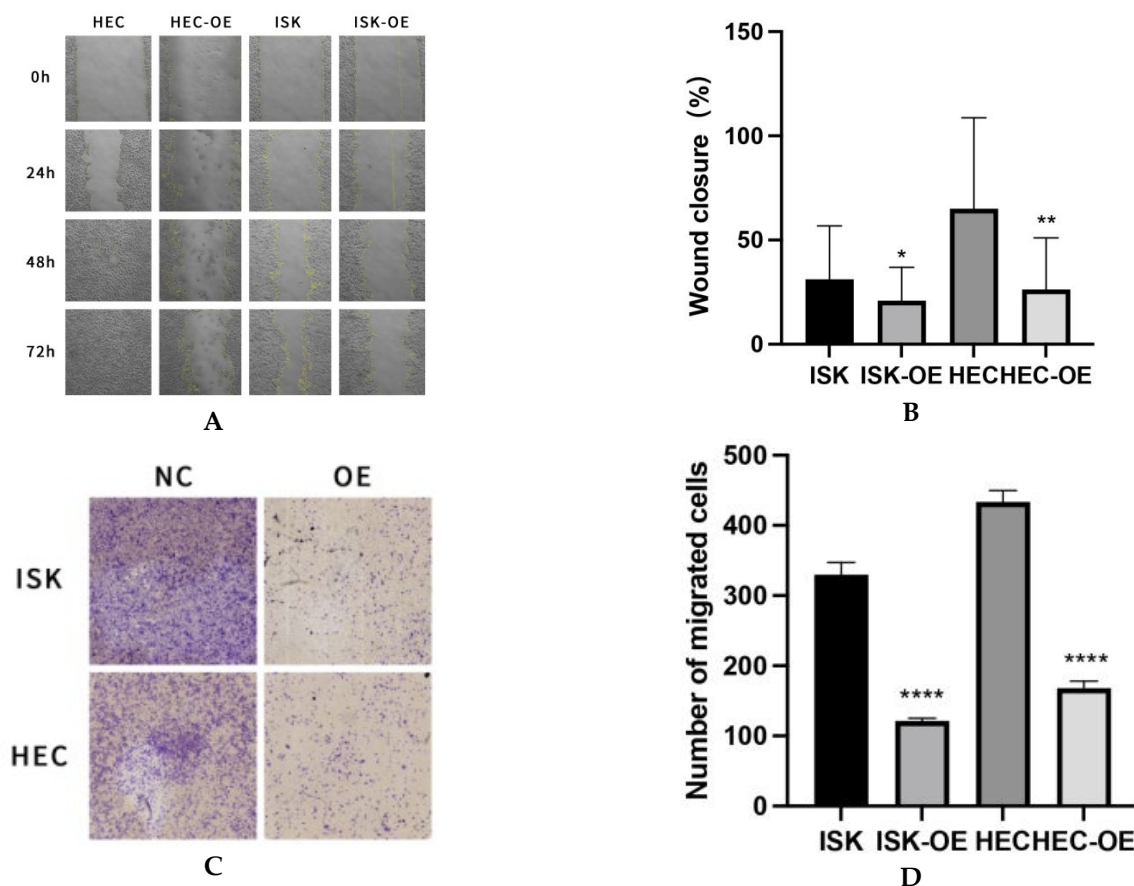 HEC HEC-OE ISK ISK-OE
0h
24h
48h
72h
A
Wound closure (%)
150
100
50
0
*
**
ISK ISK-OE HEC HEC-OE
B
NC OE
ISK
HEC
C
Number of migrated cells
500
400
300
200
100
0
****
****
ISK ISK-OE HEC HEC-OE
D